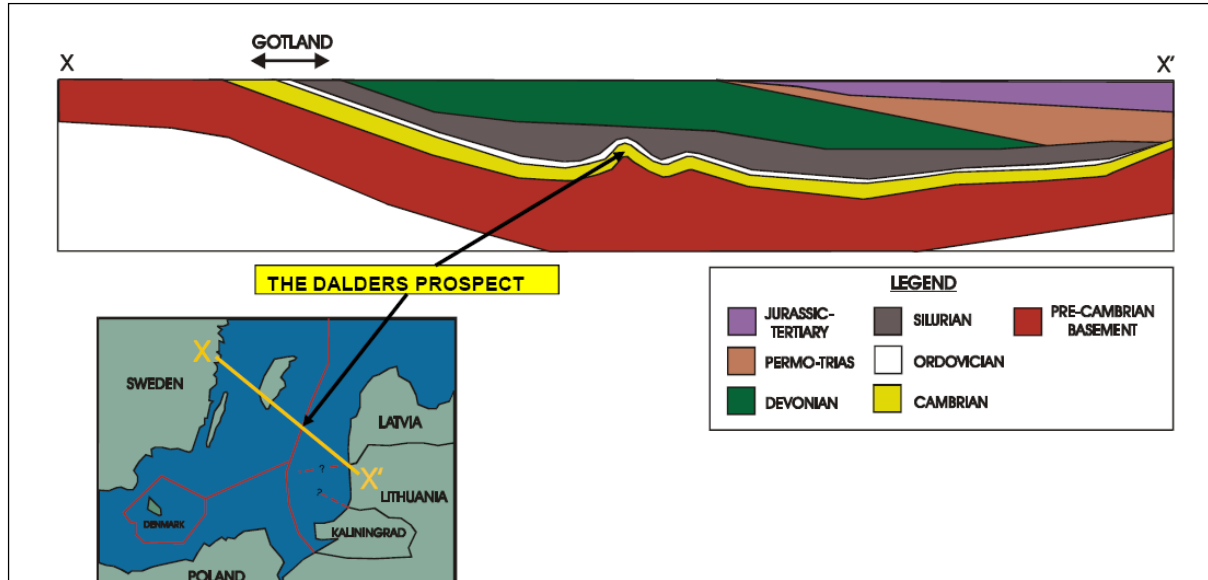 GOTLAND
X
X'
THE DALDERS PROSPECT
LEGEND
JURASSIC-
TERTIARY
SILURIAN
PRE-CAMBRIAN
BASEMENT
PERMO-TRIAS
ORDOVICIAN
DEVONIAN
CAMBRIAN
X
SWEDEN
LATVIA
'X"
?
?
LITHUANIA
DENMARK
KALININGRAD
POLAND